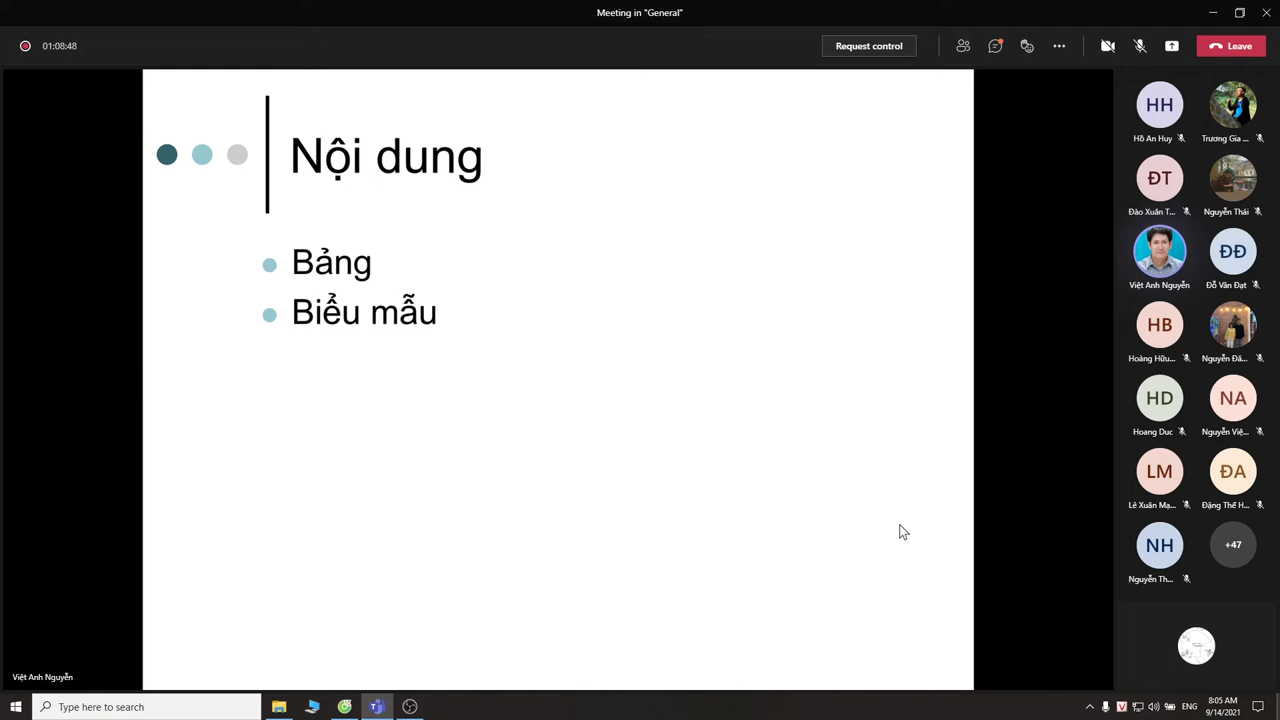 Meeting in "General"
01:08:48
Request control
Leave
Nội dung
Bảng
Biểu mẫu
HH
Hồ An Huy
Trương Gia ...
ĐT
Đào Xuân T...
Nguyễn Thái
Việt Anh Nguyễn
ĐĐ
Đỗ Văn Đạt
HB
Hoàng Hữu...
Nguyễn Đă...
HD
Hoang Duc
NA
Nguyễn Việ...
LM
Lê Xuân Mạ...
ĐA
Đặng Thế H...
NH
Nguyễn Th...
+47
Việt Anh Nguyễn
Type here to search
V
ENG
8:05 AM
9/14/2021